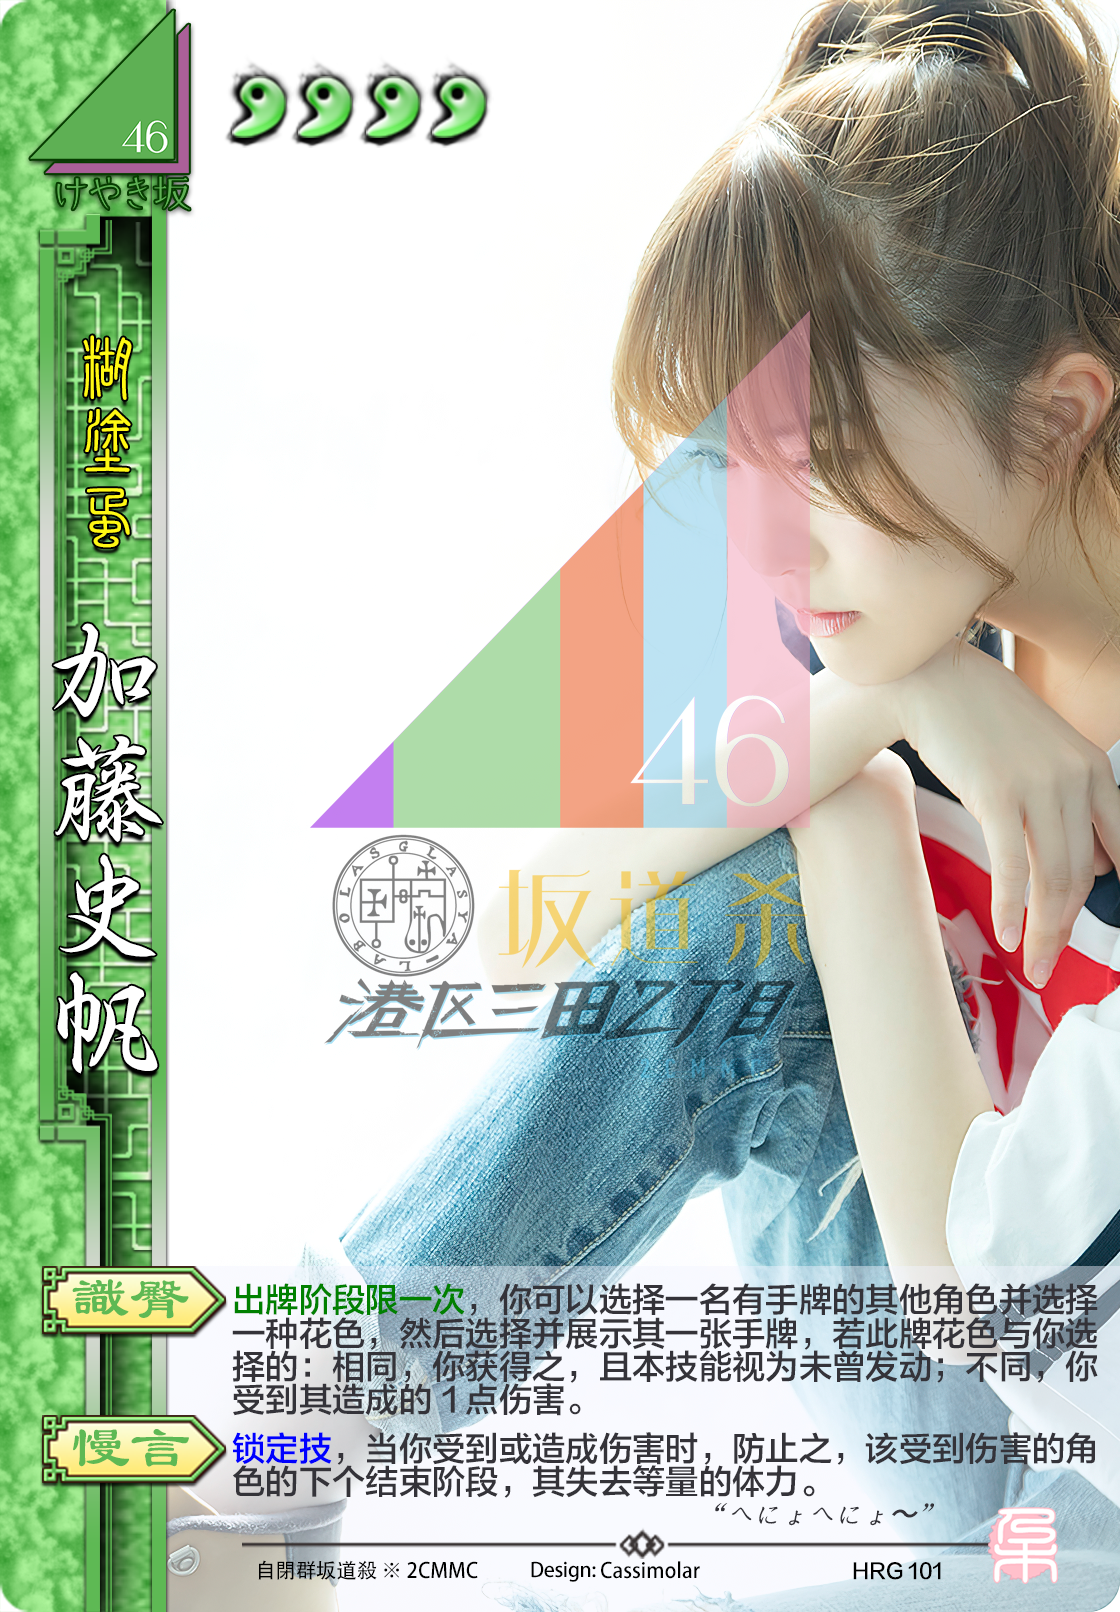 46
けやき坂
糊塗蛋
加藤史帆
46
GLASYA-LABOLAS
坂道杀
港区三田2丁目
識臀
出牌阶段限一次，你可以选择一名有手牌的其他角色并选择
一种花色，然后选择并展示其一张手牌，若此牌花色与你选
择的：相同，你获得之，且本技能视为未曾发动；不同，你
受到其造成的 1点伤害。
慢言
锁定技，当你受到或造成伤害时，防止之，该受到伤害的角
色的下个结束阶段，其失去等量的体力。
“へにょへにょ～”
自閉群坂道殺 ※ 2CMMC
Design: Cassimolar
HRG 101